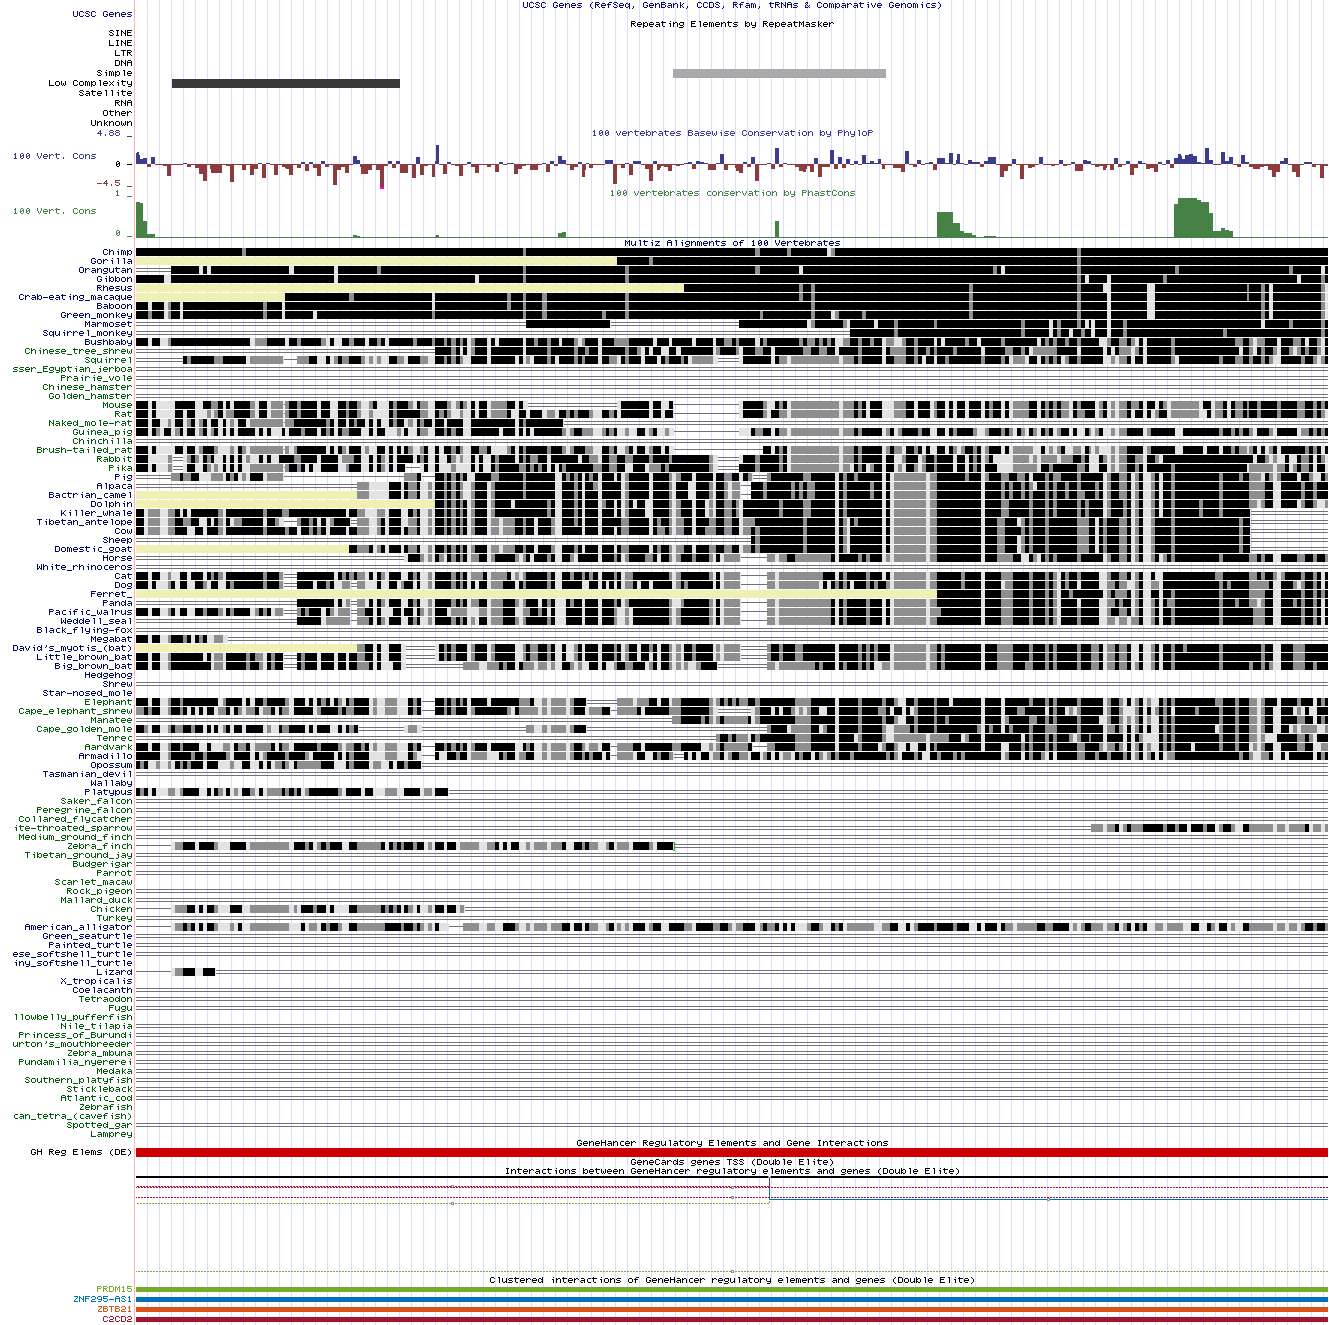 UCSC Genes (RefSeq, GenBank, CCDS, Rfam, tRNAs & Comparative Genomics)
UCSC Genes
Repeating Elements by RepeatMasker
SINE
LINE
LTR
DNA
Simple
Low Complexity
Satellite
RNA
Other
Unknown
4.88 _
100 vertebrates Basewise Conservation by PhyloP
100 Vert. Cons
0 -
-4.5 _
100 vertebrates conservation by PhastCons
1 _
100 Vert. Cons
0 _
Multiz Alignments of 100 Vertebrates
Chimp
Gorilla
Orangutan
Gibbon
Rhesus
Crab-eating_macaque
Baboon
Green_monkey
Marmoset
Squirrel_monkey
Bushbaby
Chinese_tree_shrew
Squirrel
sser_Egyptian_jerboa
Prairie_vole
Chinese_hamster
Golden_hamster
Mouse
Rat
Naked_mole-rat
Guinea_pig
Chinchilla
Brush-tailed_rat
Rabbit
Pika
Pig
Alpaca
Bactrian_camel
Dolphin
Killer_whale
Tibetan_antelope
Cow
Sheep
Domestic_goat
Horse
White_rhinoceros
Cat
Dog
Ferret_
Panda
Pacific_walrus
Weddell_seal
Black_flying-fox
Megabat
David's_myotis_(bat)
Little_brown_bat
Big_brown_bat
Hedgehog
Shrew
Star-nosed_mole
Elephant
Cape_elephant_shrew
Manatee
Cape_golden_mole
Tenrec
Aardvark
Armadillo
Opossum
Tasmanian_devil
Wallaby
Platypus
Saker_falcon
Peregrine_falcon
Collared_flycatcher
ite-throated_sparrow
Medium_ground_finch
Zebra_finch
Tibetan_ground_jay
Budgerigar
Parrot
Scarlet_macaw
Rock_pigeon
Mallard_duck
Chicken
Turkey
American_alligator
Green_seaturtle
Painted_turtle
ese_softshell_turtle
iny_softshell_turtle
Lizard
X_tropicalis
Coelacanth
Tetraodon
Fugu
llowbelly_pufferfish
Nile_tilapia
Princess_of_Burundi
urton's_mouthbreeder
Zebra_mbuna
Pundamilia_nyererei
Medaka
Southern_platyfish
Stickleback
Atlantic_cod
Zebrafish
can_tetra_(cavefish)
Spotted_gar
Lamprey
GeneHancer Regulatory Elements and Gene Interactions
GH Reg Elems (DE)
GeneCards genes TSS (Double Elite)
Interactions between GeneHancer regulatory elements and genes (Double Elite)
Clustered interactions of GeneHancer regulatory elements and genes (Double Elite)
PRDM15
ZNF295-AS1
ZBTB21
C2CD2